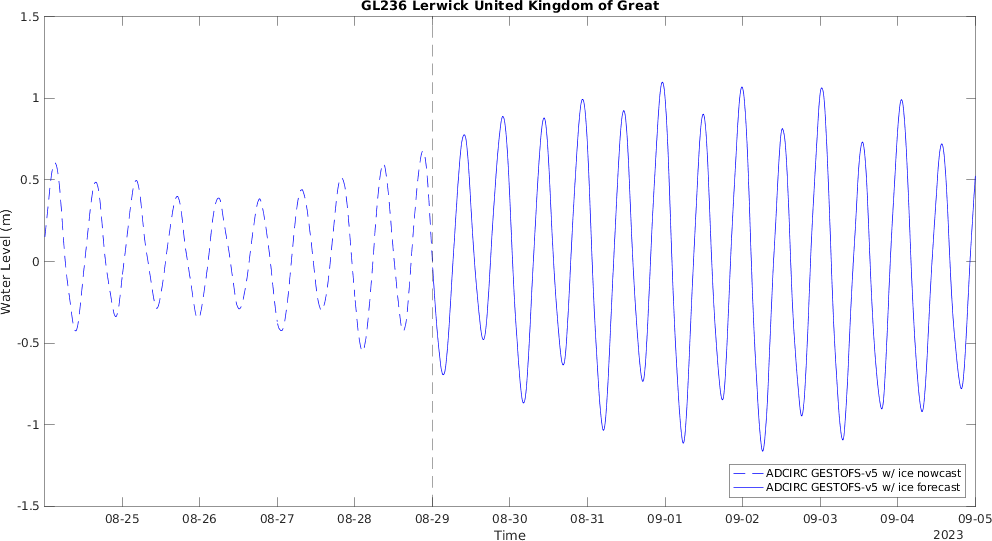 GL236 Lerwick United Kingdom of Great
1.5
1
0.5
0
-0.5
-1
-1.5
Water Level (m)
ADCIRC GESTOFS-v5 w/ ice nowcast
ADCIRC GESTOFS-v5 w/ ice forecast
08-25 08-26 08-27 08-28 08-29 08-30 08-31 09-01 09-02 09-03 09-04 09-05
Time
2023